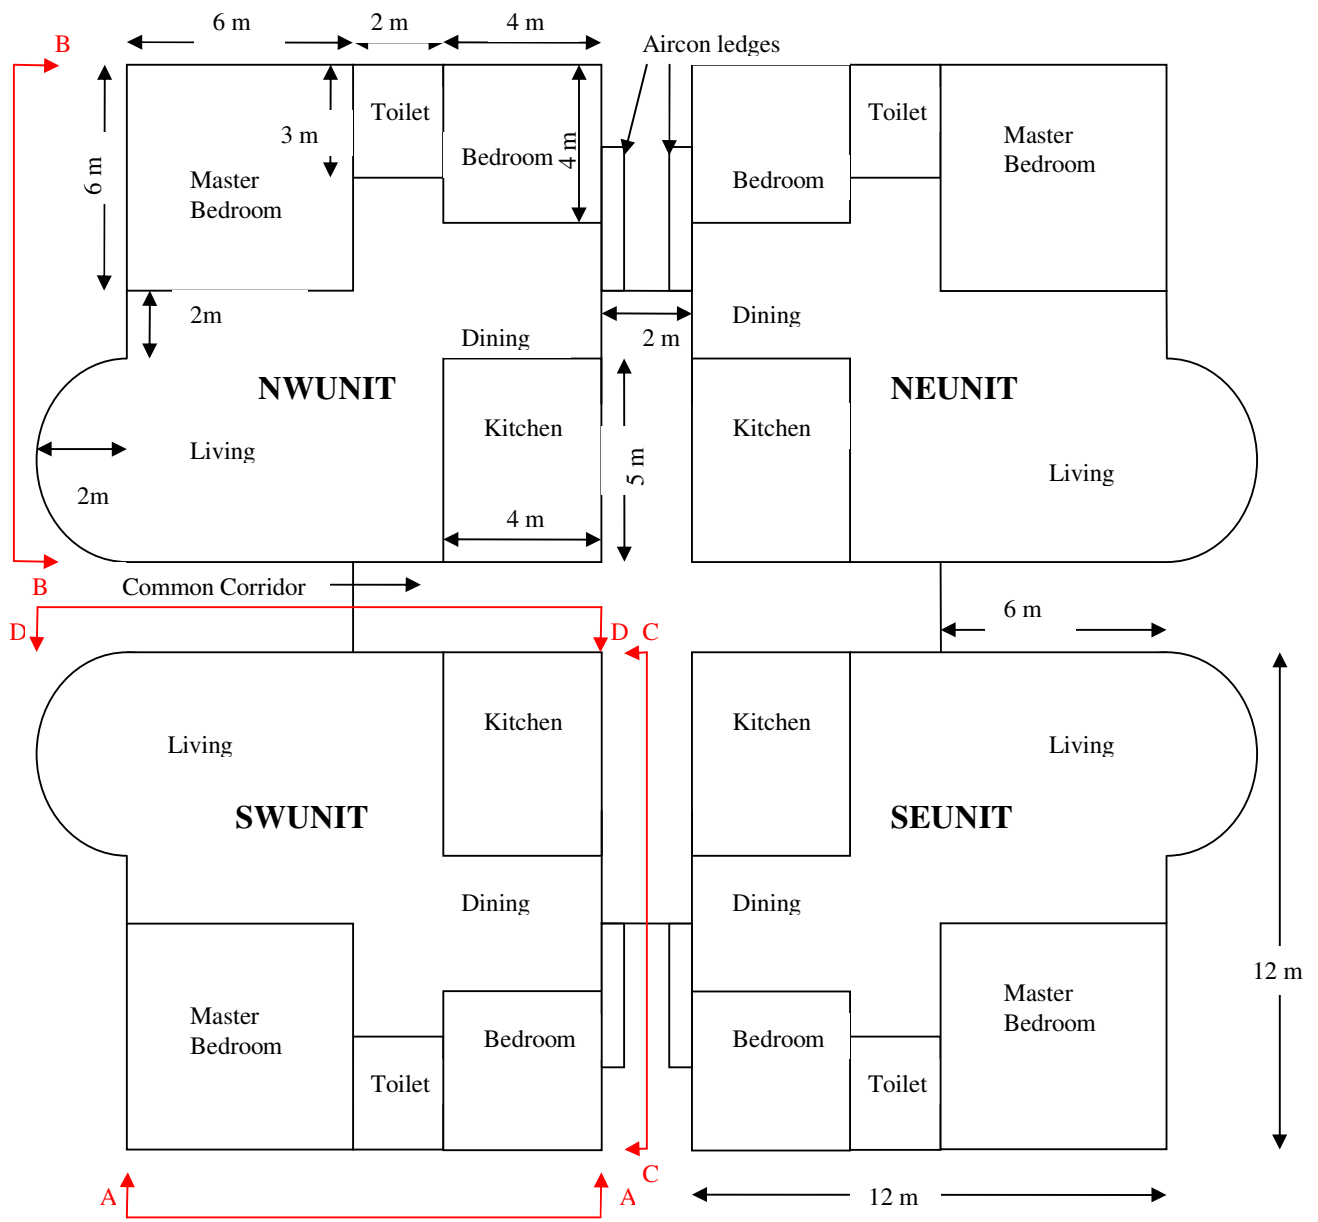 6 m
2 m
4 m
B
Aircon ledges
Toilet
Toilet
3 m
Master
Bedroom
4 m
Bedroom
6 m
Master
Bedroom
Bedroom
2m
Dining
2 m
Dining
NWUNIT
NEUNIT
Kitchen
Kitchen
Living
5 m
Living
2m
4 m
B
Common Corridor
6 m
D
D
C
Kitchen
Kitchen
Living
Living
SWUNIT
SEUNIT
Dining
Dining
12 m
Master
Bedroom
Master
Bedroom
Bedroom
Bedroom
Toilet
Toilet
C
A
A
12 m